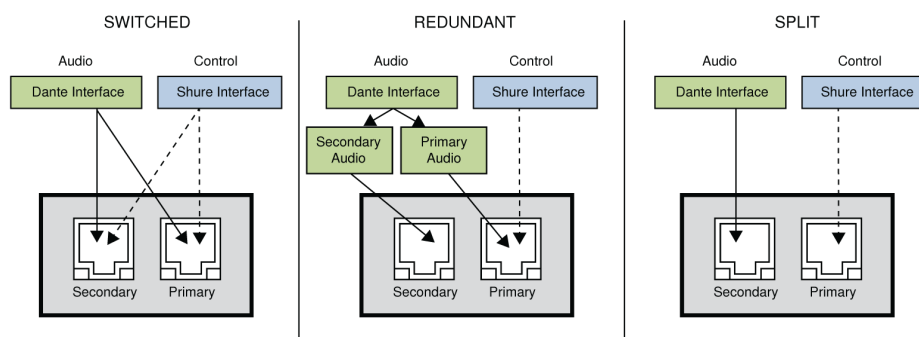 SWITCHED
Audio
Control
Dante Interface
Shure Interface
Secondary
Primary
REDUNDANT
Audio
Control
Dante Interface
Shure Interface
Secondary
Audio
Primary
Audio
Secondary
Primary
SPLIT
Audio
Control
Dante Interface
Shure Interface
Secondary
Primary